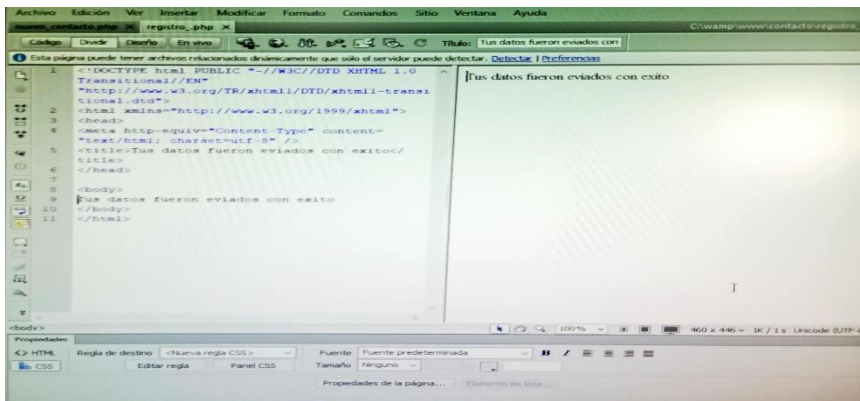 Archivo Edición Ver Insertar Modificar Formato Comandos Sitio Ventana Ayuda
nuevo_contacto.php × registro_.php × C:\wamp\www\contacto\registro_
Código Dividir Diseño En vivo Título: Tus datos fueron eviados con
Esta página puede tener archivos relacionados dinámicamente que sólo el servidor puede detectar. Detectar | Preferencias
1 <!DOCTYPE html PUBLIC "-//W3C//DTD XHTML 1.0
Transitional//EN"
"http://www.w3.org/TR/xhtml1/DTD/xhtml1-transi
tional.dtd">
2 <html xmlns="http://www.w3.org/1999/xhtml">
3 <head>
4 <meta http-equiv="Content-Type" content=
"text/html; charset=utf-8" />
5 <title>Tus datos fueron eviados con exito</
title>
6 </head>
7
8 <body>
9 Tus datos fueron eviados con exito
10 </body>
11 </html>
Tus datos fueron eviados con exito
<body> 100% 460 x 446 1K / 1 s Unicode (UTF-
Propiedades
<> HTML Regla de destino <Nueva regla CSS> Fuente Fuente predeterminada B I
CSS Editar regla Panel CSS Tamaño Ninguno
Propiedades de la página... Elemento de lista...